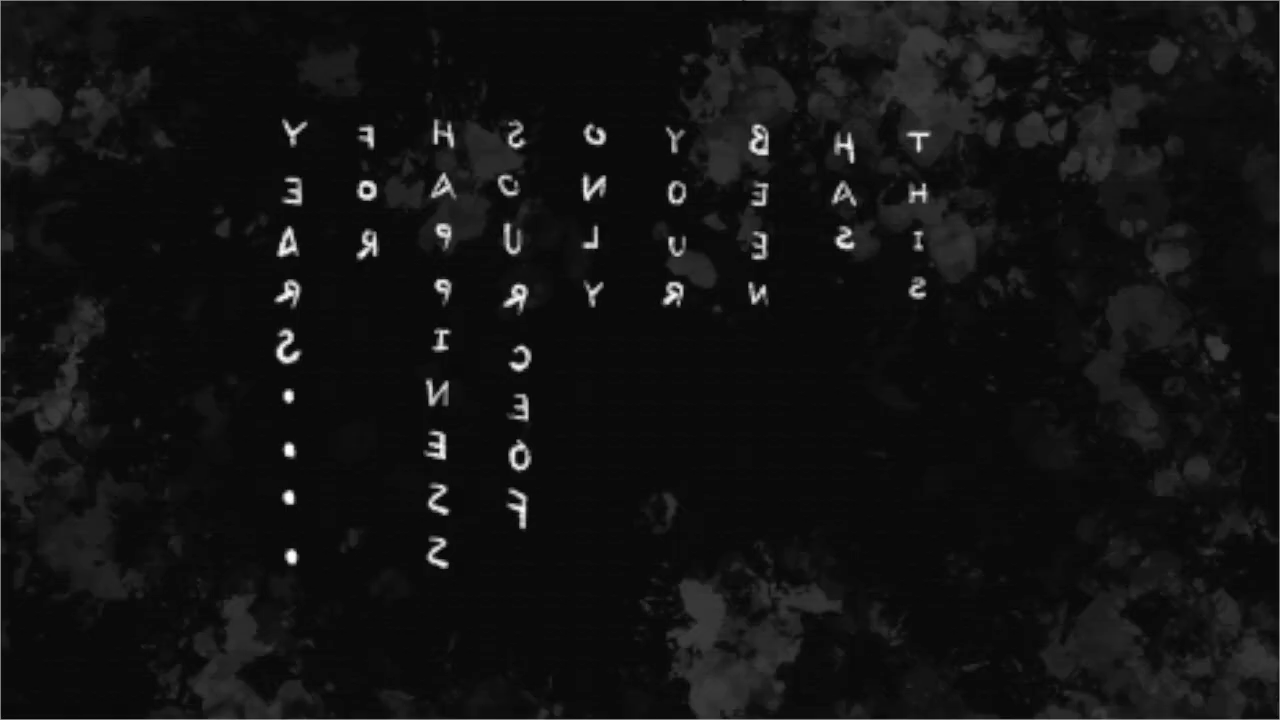 THIS
HAS
BEEN
YOUR
ONLY
SOURCEOF
HAPPINESS
FOR
YEARS....